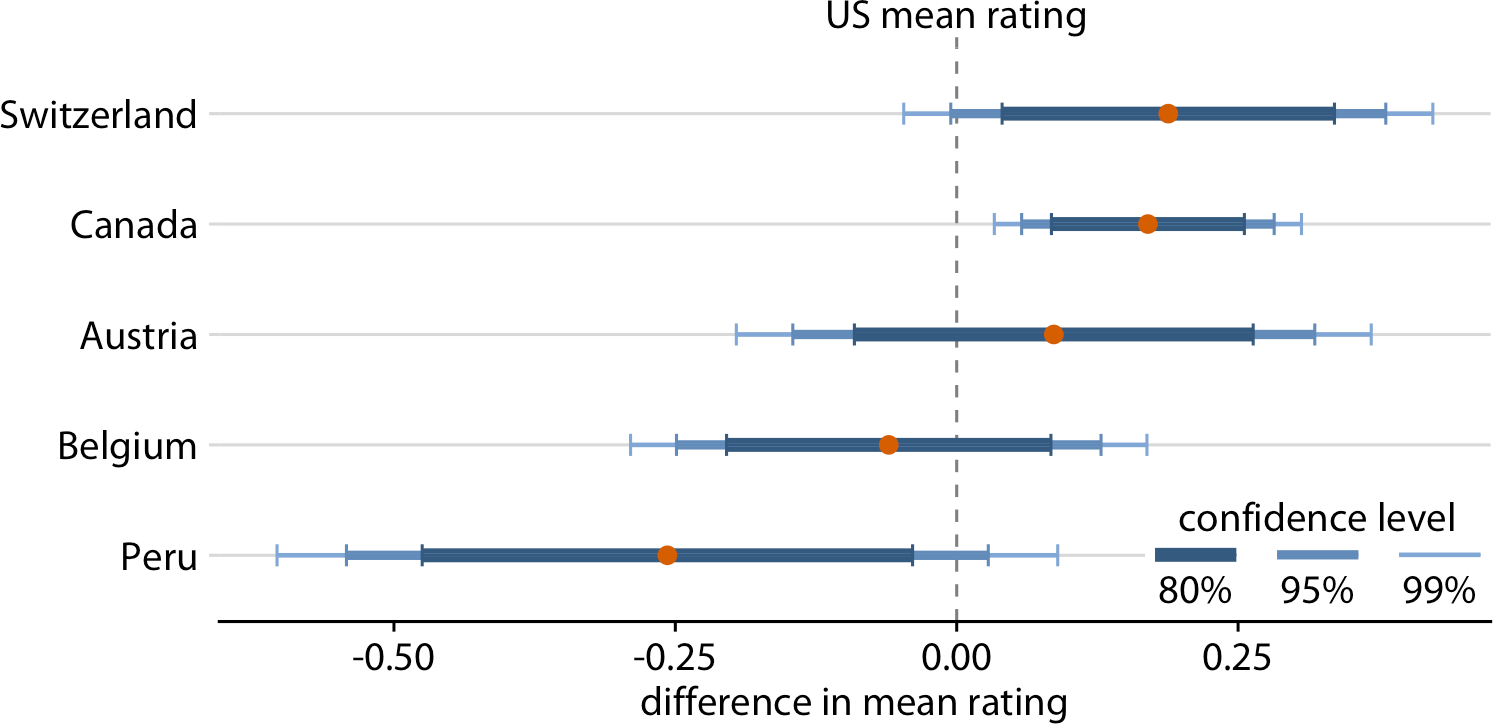 US mean rating
Switzerland
Canada
Austria
Belgium
Peru
confidence level
80% 95% 99%
-0.50 -0.25 0.00 0.25
difference in mean rating